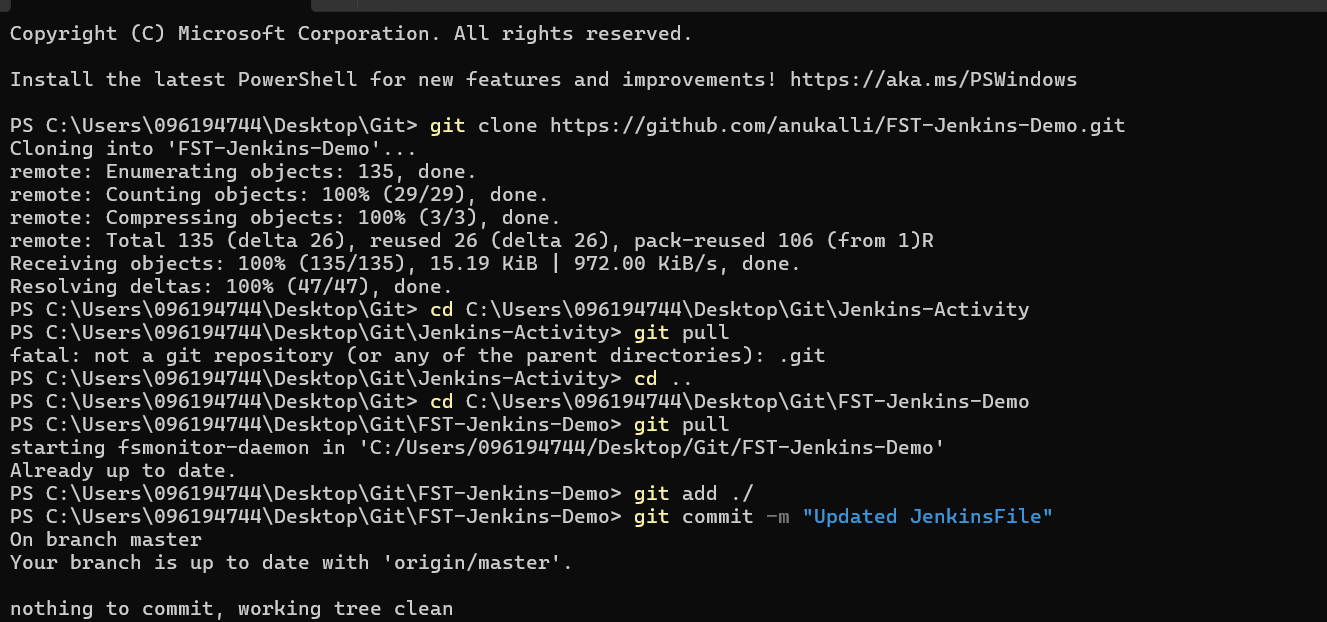 Copyright (C) Microsoft Corporation. All rights reserved.
Install the latest PowerShell for new features and improvements! https://aka.ms/PSWindows
PS C:\Users\096194744\Desktop\Git> git clone https://github.com/anukalli/FST-Jenkins-Demo.git
Cloning into 'FST-Jenkins-Demo'...
remote: Enumerating objects: 135, done.
remote: Counting objects: 100% (29/29), done.
remote: Compressing objects: 100% (3/3), done.
remote: Total 135 (delta 26), reused 26 (delta 26), pack-reused 106 (from 1)R
Receiving objects: 100% (135/135), 15.19 KiB | 972.00 KiB/s, done.
Resolving deltas: 100% (47/47), done.
PS C:\Users\096194744\Desktop\Git> cd C:\Users\096194744\Desktop\Git\Jenkins-Activity
PS C:\Users\096194744\Desktop\Git\Jenkins-Activity> git pull
fatal: not a git repository (or any of the parent directories): .git
PS C:\Users\096194744\Desktop\Git\Jenkins-Activity> cd ..
PS C:\Users\096194744\Desktop\Git> cd C:\Users\096194744\Desktop\Git\FST-Jenkins-Demo
PS C:\Users\096194744\Desktop\Git\FST-Jenkins-Demo> git pull
starting fsmonitor-daemon in 'C:/Users/096194744/Desktop/Git/FST-Jenkins-Demo'
Already up to date.
PS C:\Users\096194744\Desktop\Git\FST-Jenkins-Demo> git add ./
PS C:\Users\096194744\Desktop\Git\FST-Jenkins-Demo> git commit -m "Updated JenkinsFile"
On branch master
Your branch is up to date with 'origin/master'.
nothing to commit, working tree clean